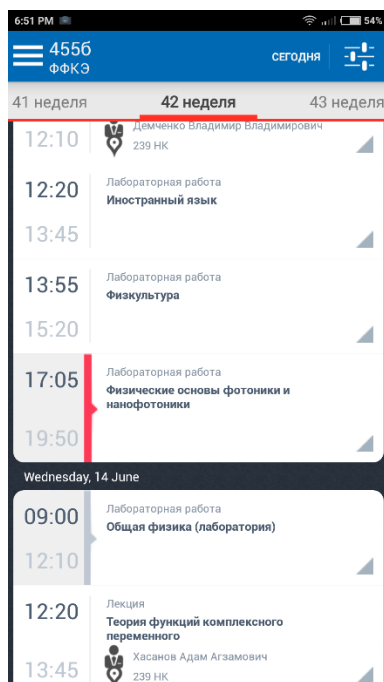 6:51 PM 54%
455б
ФФКЭ
СЕГОДНЯ
41 неделя 42 неделя 43 неделя
Демченко Владимир Владимирович
12:10
239 НК
Лабораторная работа
12:20
Иностранный язык
13:45
Лабораторная работа
13:55
Физкультура
15:20
Лабораторная работа
17:05
Физические основы фотоники и
нанофотоники
19:50
Wednesday, 14 June
Лабораторная работа
09:00
Общая физика (лаборатория)
12:10
Лекция
12:20
Теория функций комплексного
переменного
Хасанов Адам Агзамович
13:45
239 НК